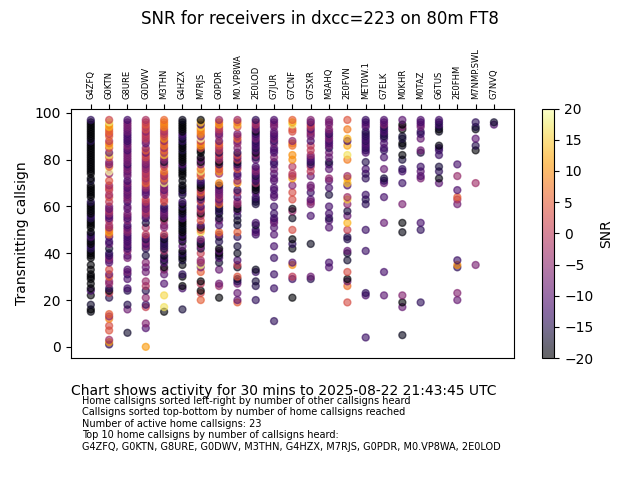 SNR for receivers in dxcc=223 on 80m FT8
G4ZFQ
G0KTN
G8URE
G0DWV
M3THN
G4HZX
M7RJS
G0PDR
M0.VP8WA
2E0LOD
G7JUR
G7CNF
G7SXR
M3AHQ
2E0FVN
MET0W.1
G7ELK
M0KHR
M0TAZ
G6TUS
2E0FHM
M7NMP.SWL
G7NVQ
Transmitting callsign
100
80
60
40
20
0
20
15
10
5
0
−5
−10
−15
−20
SNR
Chart shows activity for 30 mins to 2025-08-22 21:43:45 UTC
Home callsigns sorted left-right by number of other callsigns heard
Callsigns sorted top-bottom by number of home callsigns reached
Number of active home callsigns: 23
Top 10 home callsigns by number of callsigns heard:
G4ZFQ, G0KTN, G8URE, G0DWV, M3THN, G4HZX, M7RJS, G0PDR, M0.VP8WA, 2E0LOD